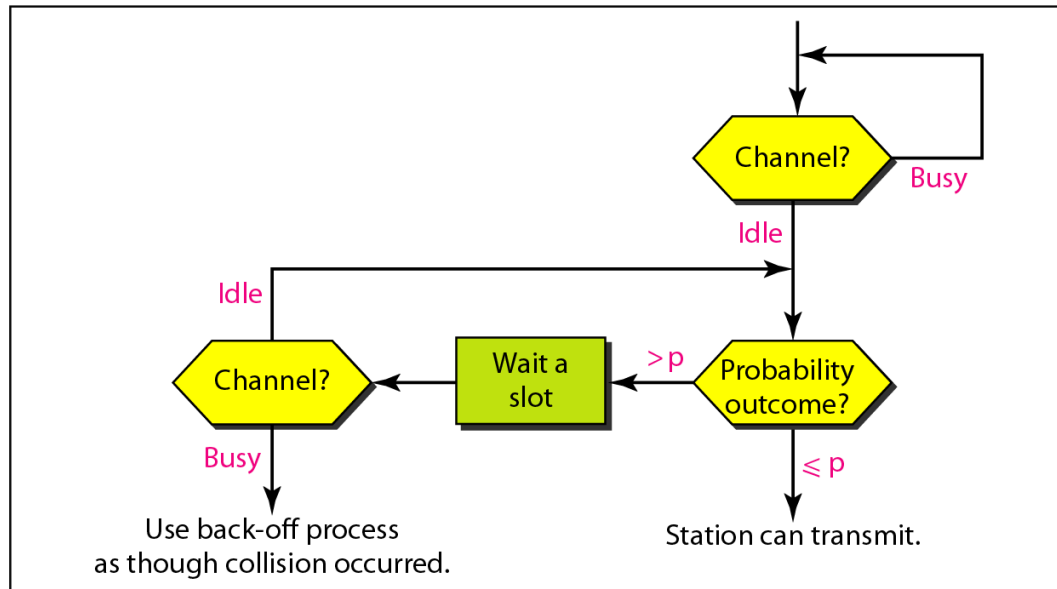 Channel?
Busy
Idle
Idle
Channel?
Wait a
slot
> p
Probability
outcome?
Busy
⩽ p
Use back-off process
as though collision occurred.
Station can transmit.